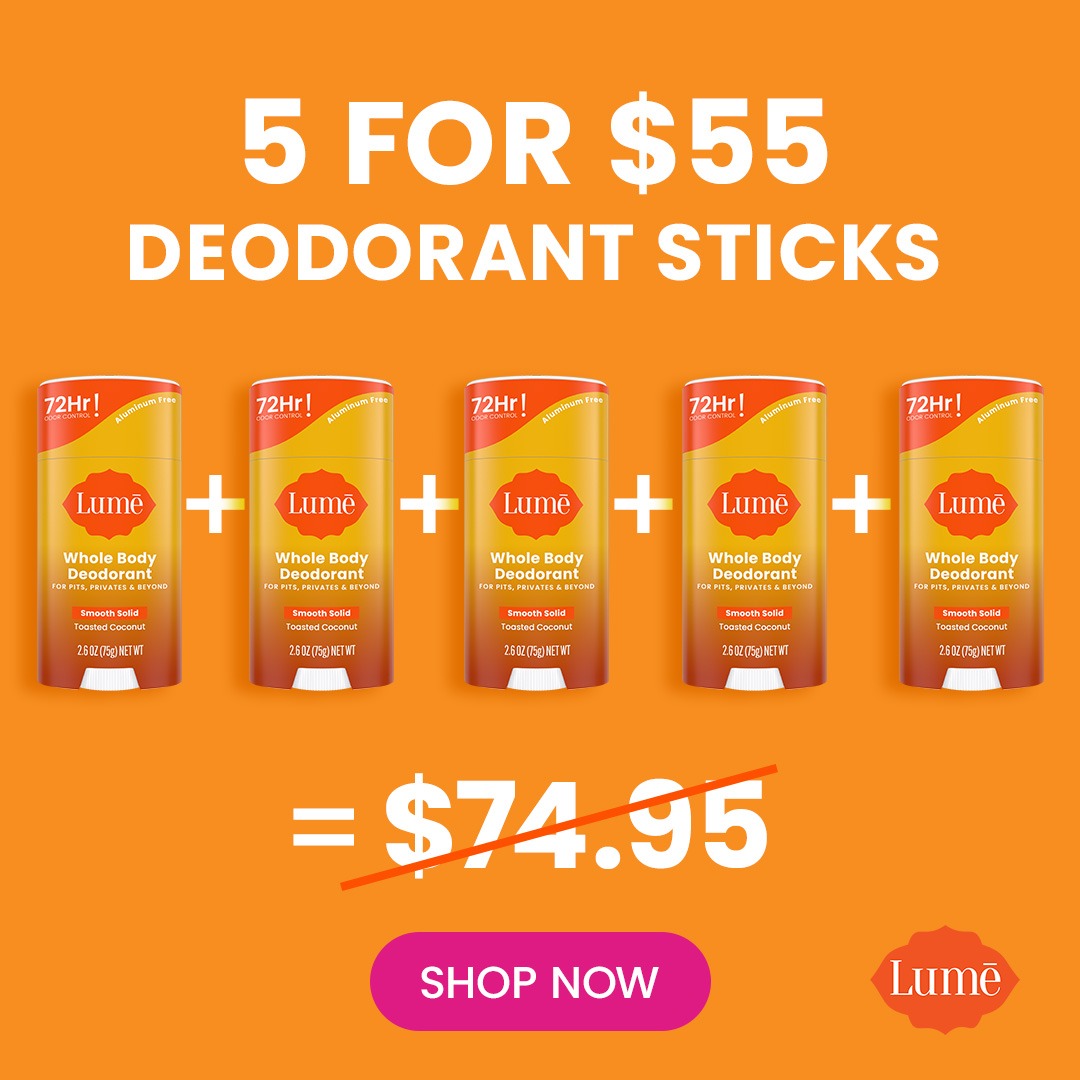 5 FOR $55
DEODORANT STICKS
72Hr!
ODOR CONTROL
Aluminum Free
Lumē
Whole Body
Deodorant
FOR PITS, PRIVATES & BEYOND
Smooth Solid
Toasted Coconut
2.6 OZ (75g) NET WT
+
72Hr!
ODOR CONTROL
Aluminum Free
Lumē
Whole Body
Deodorant
FOR PITS, PRIVATES & BEYOND
Smooth Solid
Toasted Coconut
2.6 OZ (75g) NET WT
+
72Hr!
ODOR CONTROL
Aluminum Free
Lumē
Whole Body
Deodorant
FOR PITS, PRIVATES & BEYOND
Smooth Solid
Toasted Coconut
2.6 OZ (75g) NET WT
+
72Hr!
ODOR CONTROL
Aluminum Free
Lumē
Whole Body
Deodorant
FOR PITS, PRIVATES & BEYOND
Smooth Solid
Toasted Coconut
2.6 OZ (75g) NET WT
+
72Hr!
ODOR CONTROL
Aluminum Free
Lumē
Whole Body
Deodorant
FOR PITS, PRIVATES & BEYOND
Smooth Solid
Toasted Coconut
2.6 OZ (75g) NET WT
= $74.95
SHOP NOW
Lumē